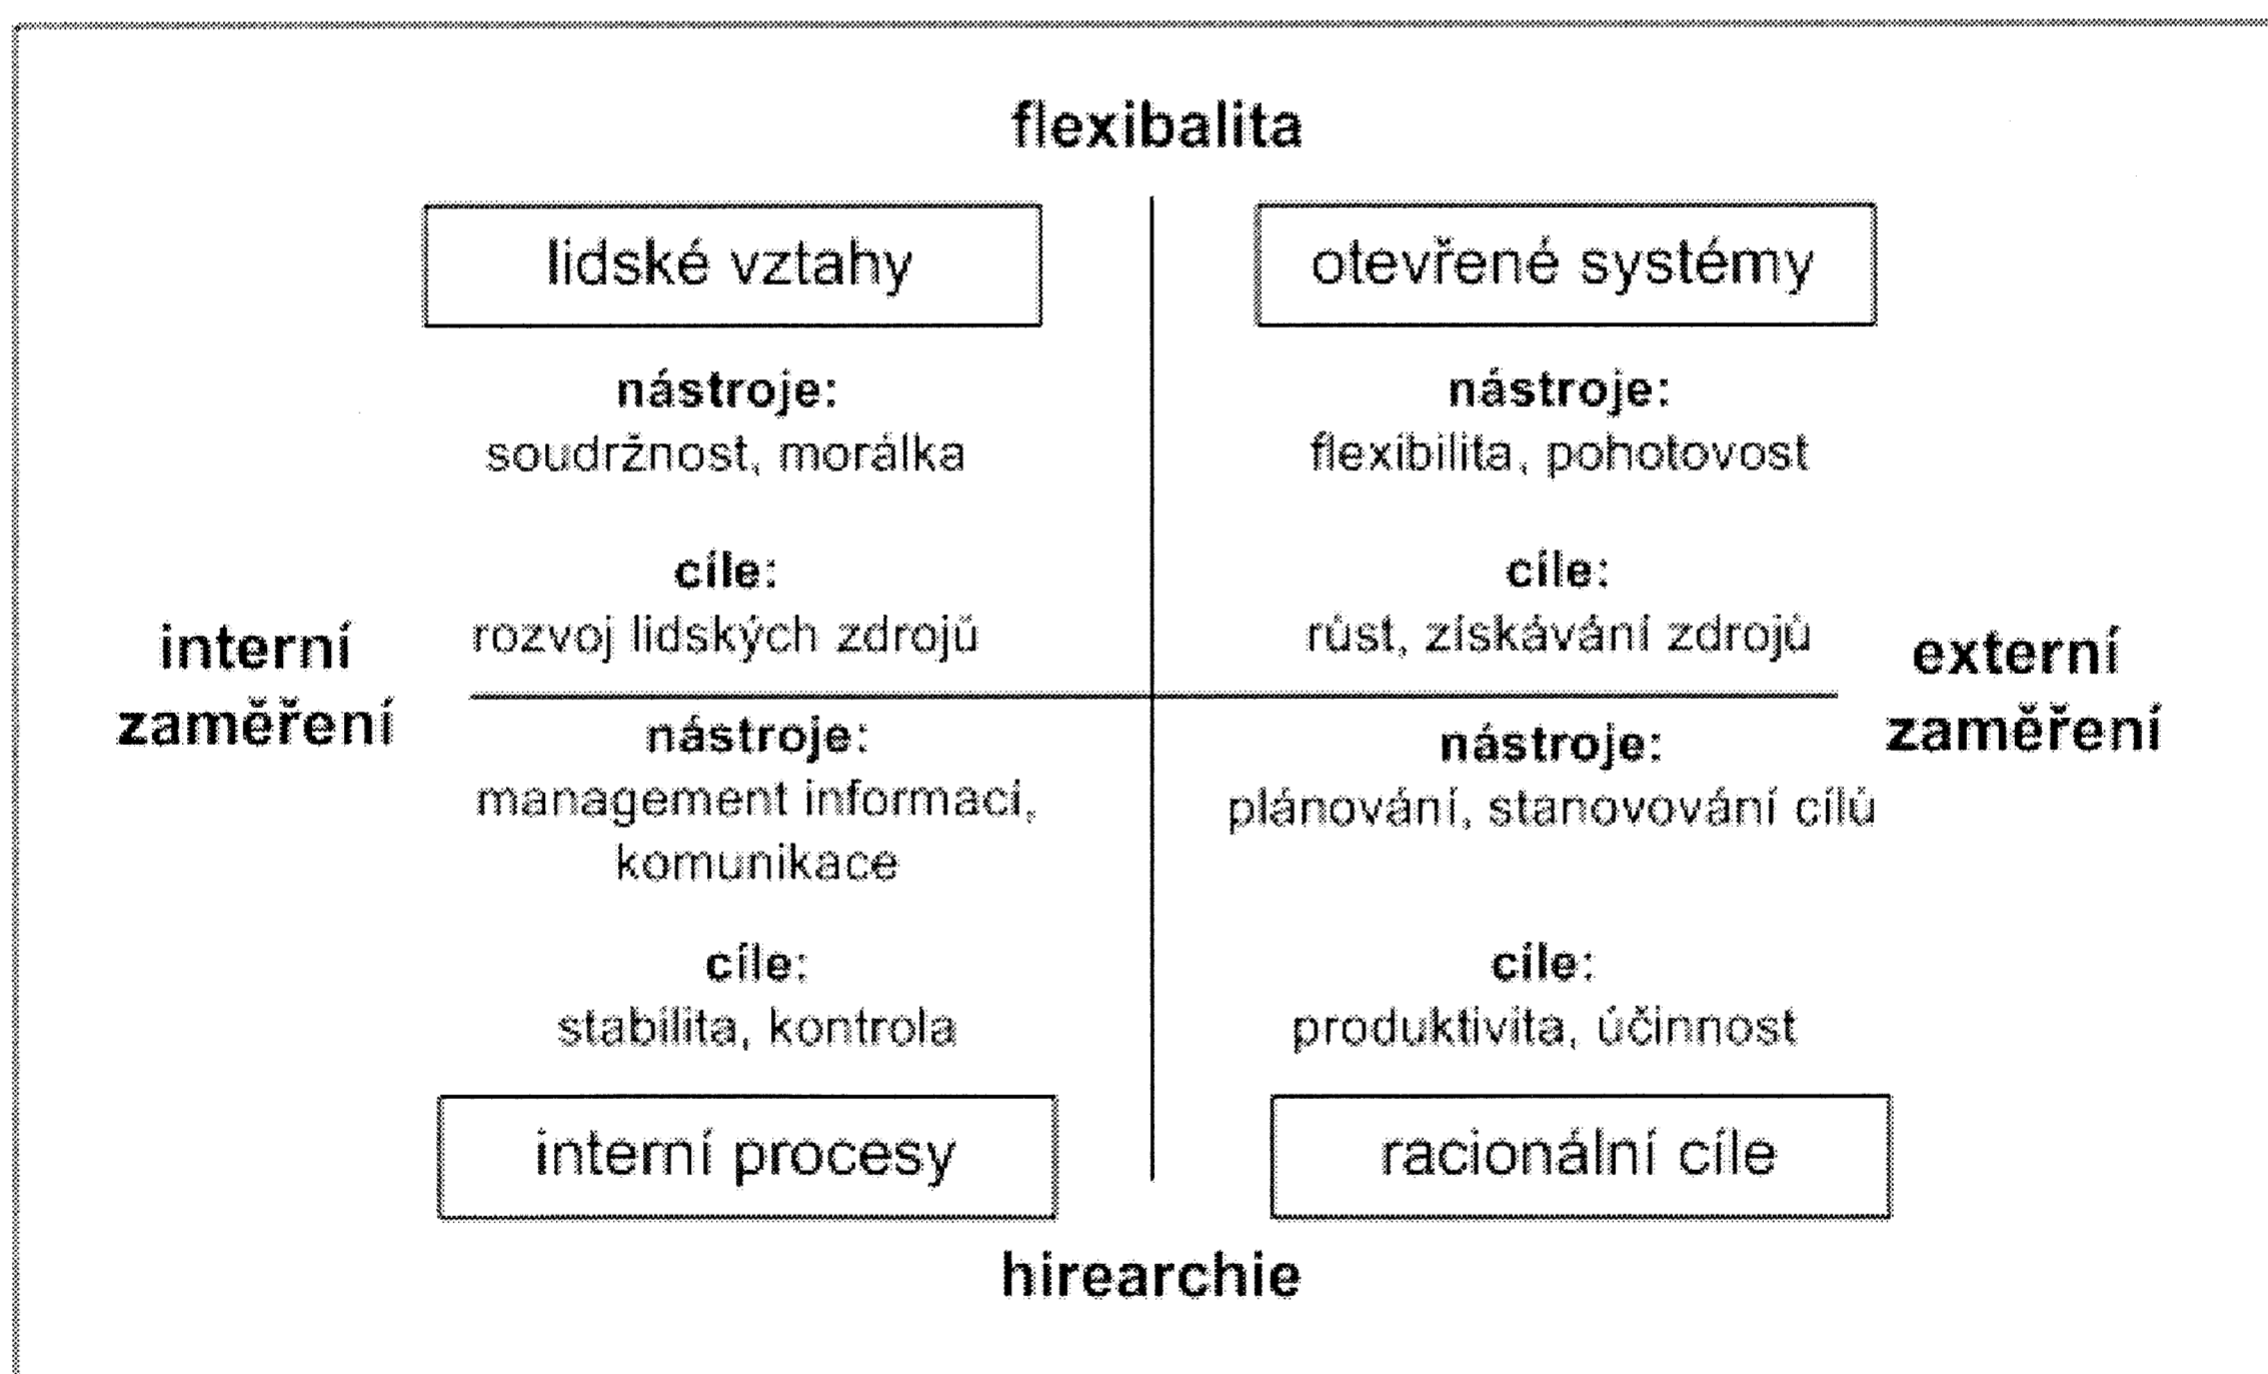 flexibalita
lidské vztahy
otevřené systémy
nástroje:
soudržnost, morálka
nástroje:
flexibilita, pohotovost
cíle:
rozvoj lidských zdrojů
cíle:
růst, získávání zdrojů
interní
zaměření
externí
zaměření
nástroje:
management informací,
komunikace
nástroje:
plánování, stanovování cílů
cíle:
stabilita, kontrola
cíle:
produktivita, účinnost
interní procesy
racionální cíle
hirearchie